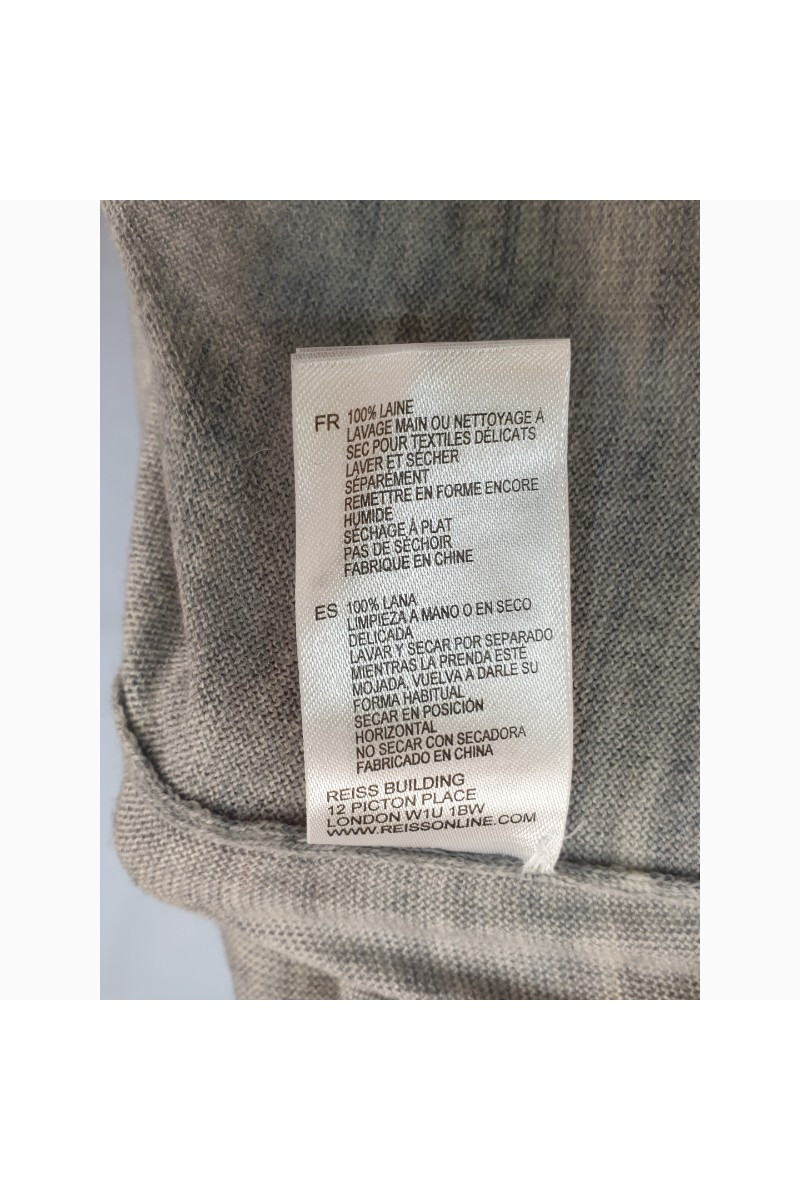 FR 100% LAINE
LAVAGE MAIN OU NETTOYAGE À
SEC POUR TEXTILES DÉLICATS
LAVER ET SÉCHER
SÉPARÉMENT
REMETTRE EN FORME ENCORE
HUMIDE
SÉCHAGE À PLAT
PAS DE SÉCHOIR
FABRIQUE EN CHINE
ES 100% LANA
LIMPIEZA A MANO O EN SECO
DELICADA
LAVAR Y SECAR POR SEPARADO
MIENTRAS LA PRENDA ESTÉ
MOJADA, VUELVA A DARLE SU
FORMA HABITUAL
SECAR EN POSICIÓN
HORIZONTAL
NO SECAR CON SECADORA
FABRICADO EN CHINA
REISS BUILDING
12 PICTON PLACE
LONDON W1U 1BW
WWW.REISSONLINE.COM